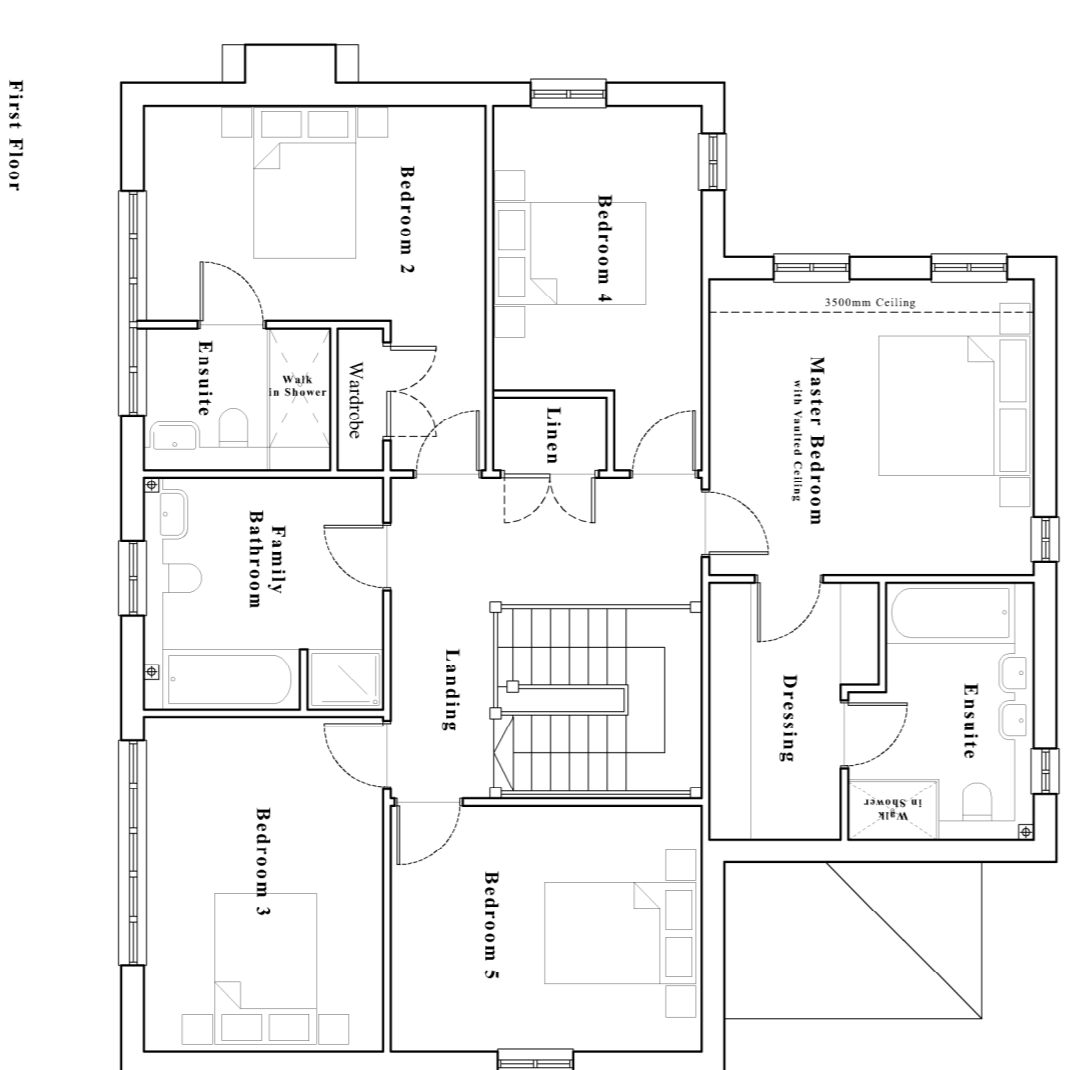 First Floor
Bedroom 2
Bedroom 4
3500mm Ceiling
Master Bedroom
with Vaulted Ceiling
Ensuite
Walk
in Shower
Wardrobe
Linen
Family
Bathroom
Landing
Dressing
Ensuite
Walk
in Shower
Bedroom 3
Bedroom 5